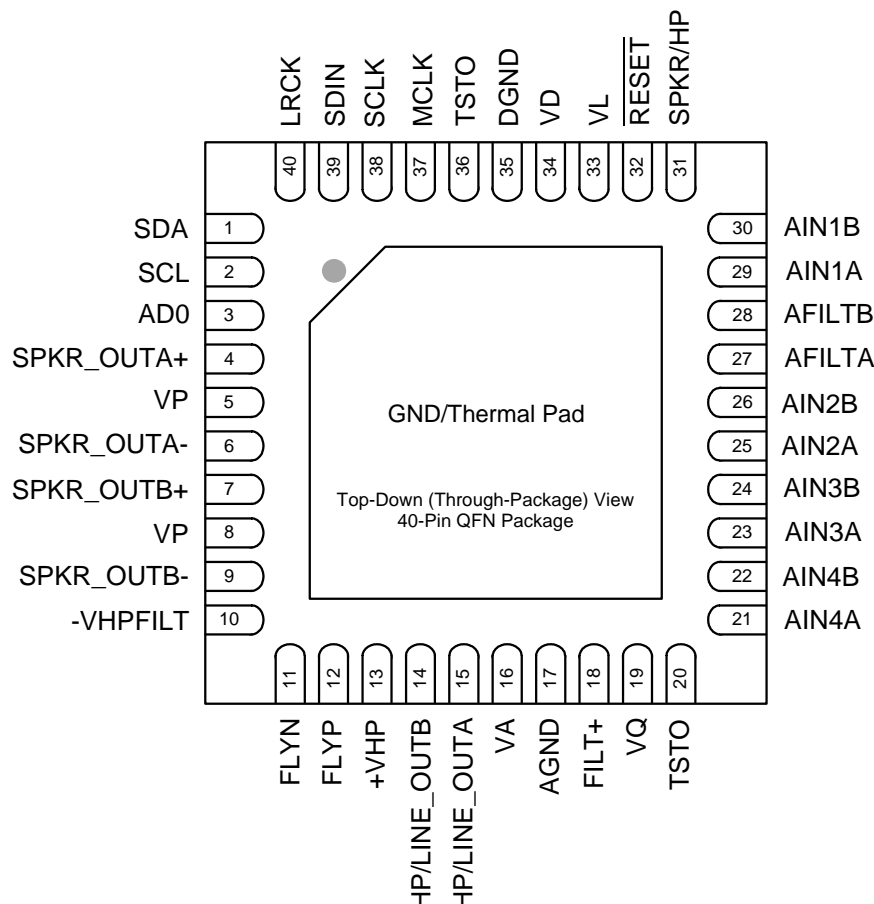 LRCK
SDIN
SCLK
MCLK
TSTO
DGND
VD
VL
RESET
SPKR/HP
40
39
38
37
36
35
34
33
32
31
SDA 1
SCL 2
AD0 3
SPKR_OUTA+ 4
VP 5
SPKR_OUTA- 6
SPKR_OUTB+ 7
VP 8
SPKR_OUTB- 9
-VHPFILT 10
GND/Thermal Pad
Top-Down (Through-Package) View
40-Pin QFN Package
30 AIN1B
29 AIN1A
28 AFILTB
27 AFILTA
26 AIN2B
25 AIN2A
24 AIN3B
23 AIN3A
22 AIN4B
21 AIN4A
11
12
13
14
15
16
17
18
19
20
FLYN
FLYP
+VHP
HP/LINE_OUTB
HP/LINE_OUTA
VA
AGND
FILT+
VQ
TSTO